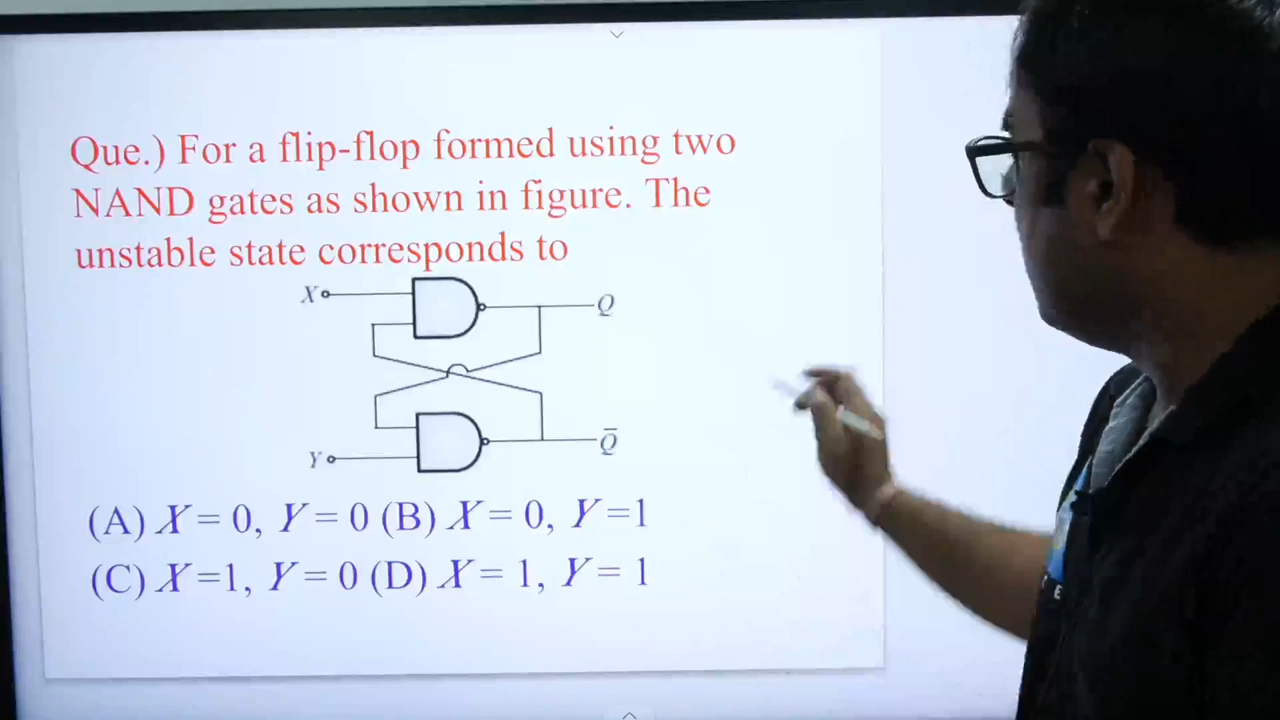 Que.) For a flip-flop formed using two
NAND gates as shown in figure. The
unstable state corresponds to
X
Q
Y
Q̅
(A) X = 0, Y = 0 (B) X = 0, Y =1
(C) X =1, Y = 0 (D) X = 1, Y = 1